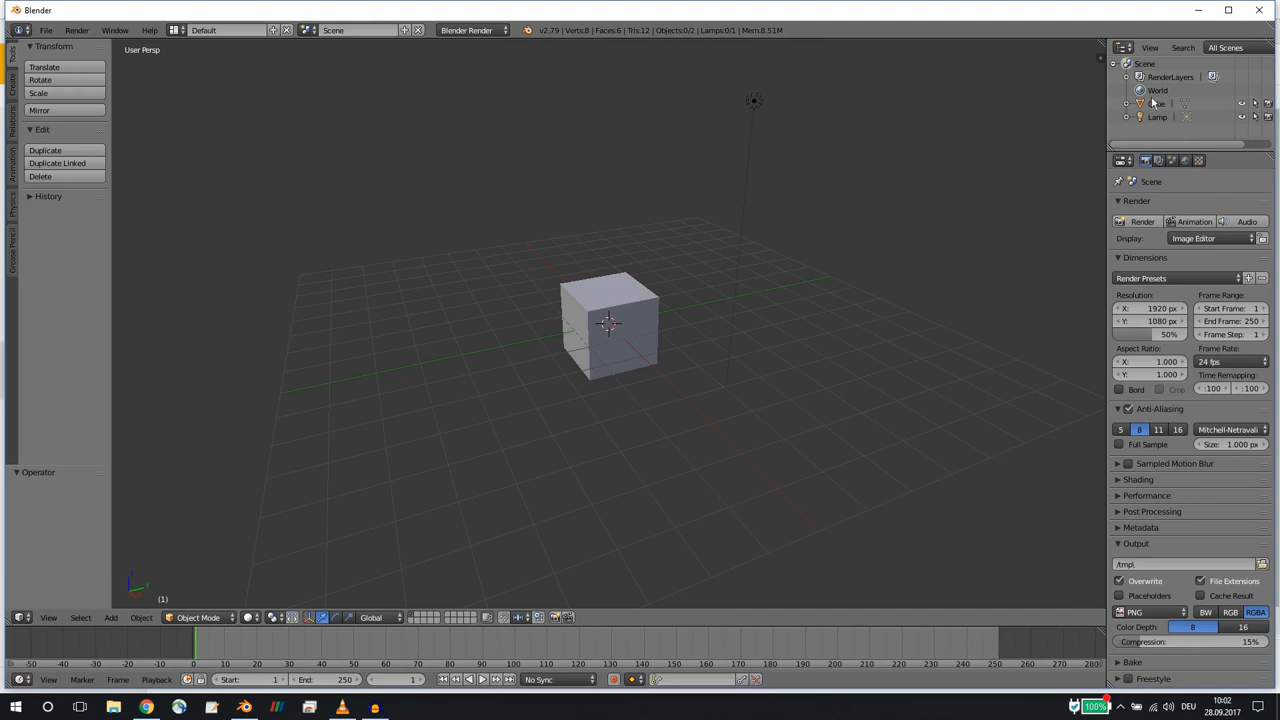 Blender
File Render Window Help Default Scene Blender Render v2.79 | Verts:8 | Faces:6 | Tris:12 | Objects:0/2 | Lamps:0/1 | Mem:8.51M
View Search All Scenes
Transform
Translate
Rotate
Scale
Mirror
Edit
Duplicate
Duplicate Linked
Delete
History
Operator
Tools
Create
Relations
Animation
Physics
Grease Pencil
User Persp
(1)
Scene
RenderLayers
World
Lamp
Scene
Render
Render Animation Audio
Display: Image Editor
Dimensions
Render Presets
Resolution: Frame Range:
X: 1920 px Start Frame: 1
Y: 1080 px End Frame: 250
50% Frame Step: 1
Aspect Ratio: Frame Rate:
X: 1.000 24 fps
Y: 1.000 Time Remapping:
Bord Crop :100 :100
Anti-Aliasing
5 8 11 16 Mitchell-Netravali
Full Sample Size: 1.000 px
Sampled Motion Blur
Shading
Performance
Post Processing
Metadata
Output
/tmp\
Overwrite File Extensions
Placeholders Cache Result
PNG BW RGB RGBA
Color Depth: 8 16
Compression: 15%
Bake
Freestyle
View Select Add Object Object Mode Global
-50 -40 -30 -20 -10 0 10 20 30 40 50 60 70 80 90 100 110 120 130 140 150 160 170 180 190 200 210 220 230 240 250 260 270 280
View Marker Frame Playback Start: 1 End: 250 1 No Sync
100% DEU 10:02
28.09.2017